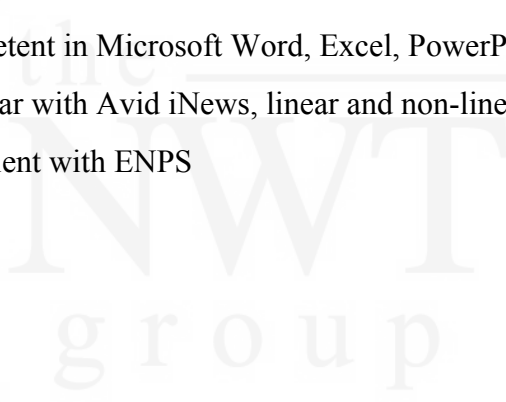 the
etent in Microsoft Word, Excel, PowerP
ar with Avid iNews, linear and non-line
ent with ENPS
NWT
group